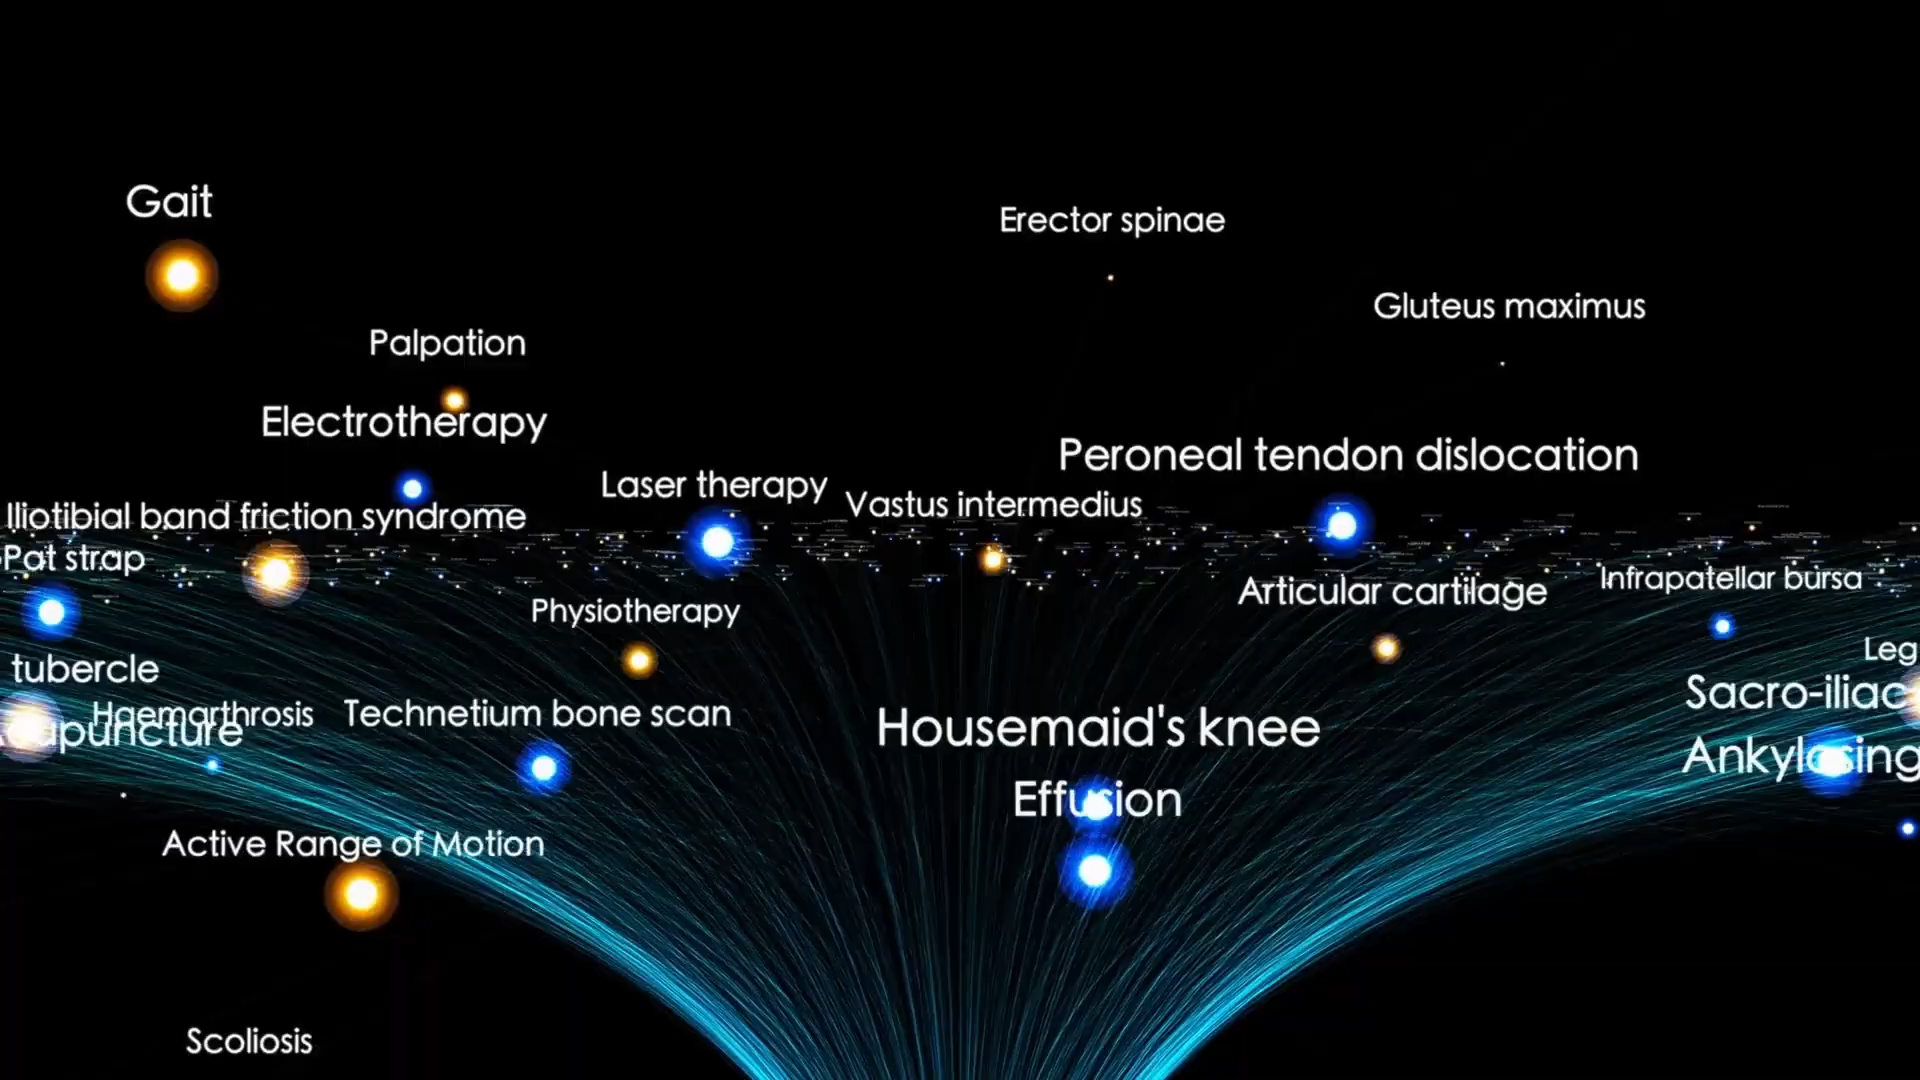 Gait
Erector spinae
Gluteus maximus
Palpation
Electrotherapy
Peroneal tendon dislocation
Laser therapy
Vastus intermedius
Iliotibial band friction syndrome
Pat strap
Infrapatellar bursa
Articular cartilage
Physiotherapy
Leg
tubercle
Sacro-iliac
Haemarthrosis
Technetium bone scan
apuncture
Housemaid's knee
Ankylosing
Effusion
Active Range of Motion
Scoliosis